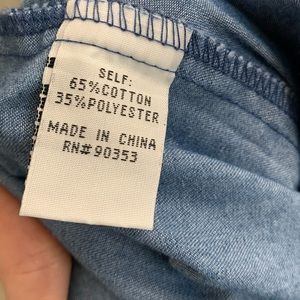 SELF:
65%COTTON
35%POLYESTER
MADE IN CHINA
RN#90353